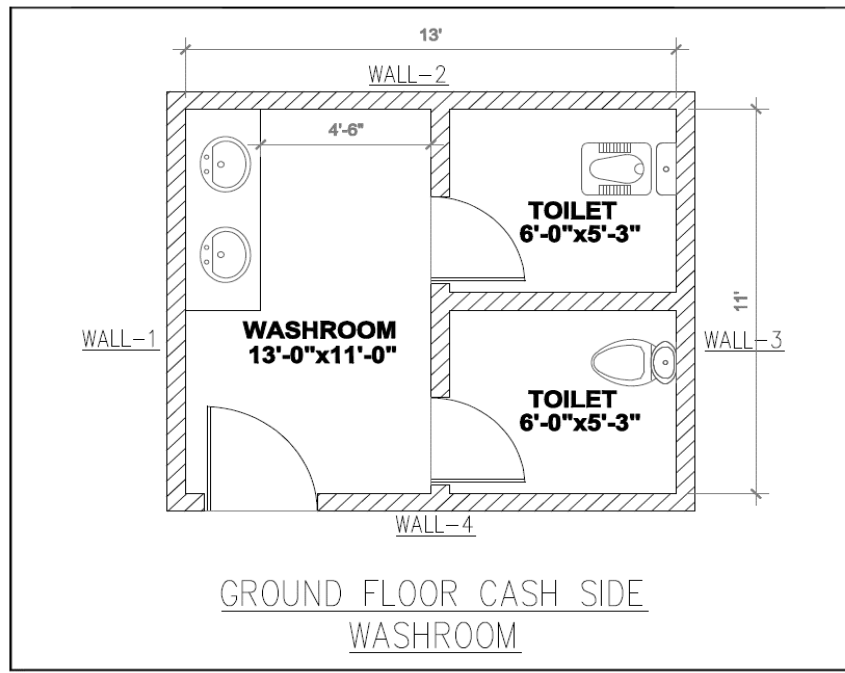 13'
WALL-2
4'-6"
TOILET
6'-0"x5'-3"
11'
WALL-1
WASHROOM
13'-0"x11'-0"
WALL-3
TOILET
6'-0"x5'-3"
WALL-4
GROUND FLOOR CASH SIDE
WASHROOM